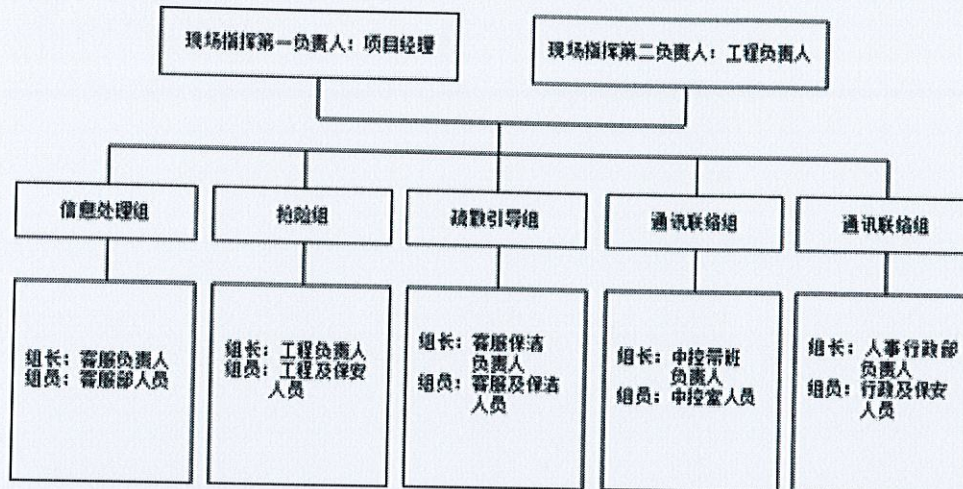 现场指挥第一负责人：项目经理
现场指挥第二负责人：工程负责人
信息处理组
抢险组
疏散引导组
通讯联络组
通讯联络组
组长：客服负责人
组员：客服部人员
组长：工程负责人
组员：工程及保安
人员
组长：客服保洁
负责人
组员：客服及保洁
人员
组长：中控带班
负责人
组员：中控室人员
组长：人事行政部
负责人
组员：行政及保安
人员